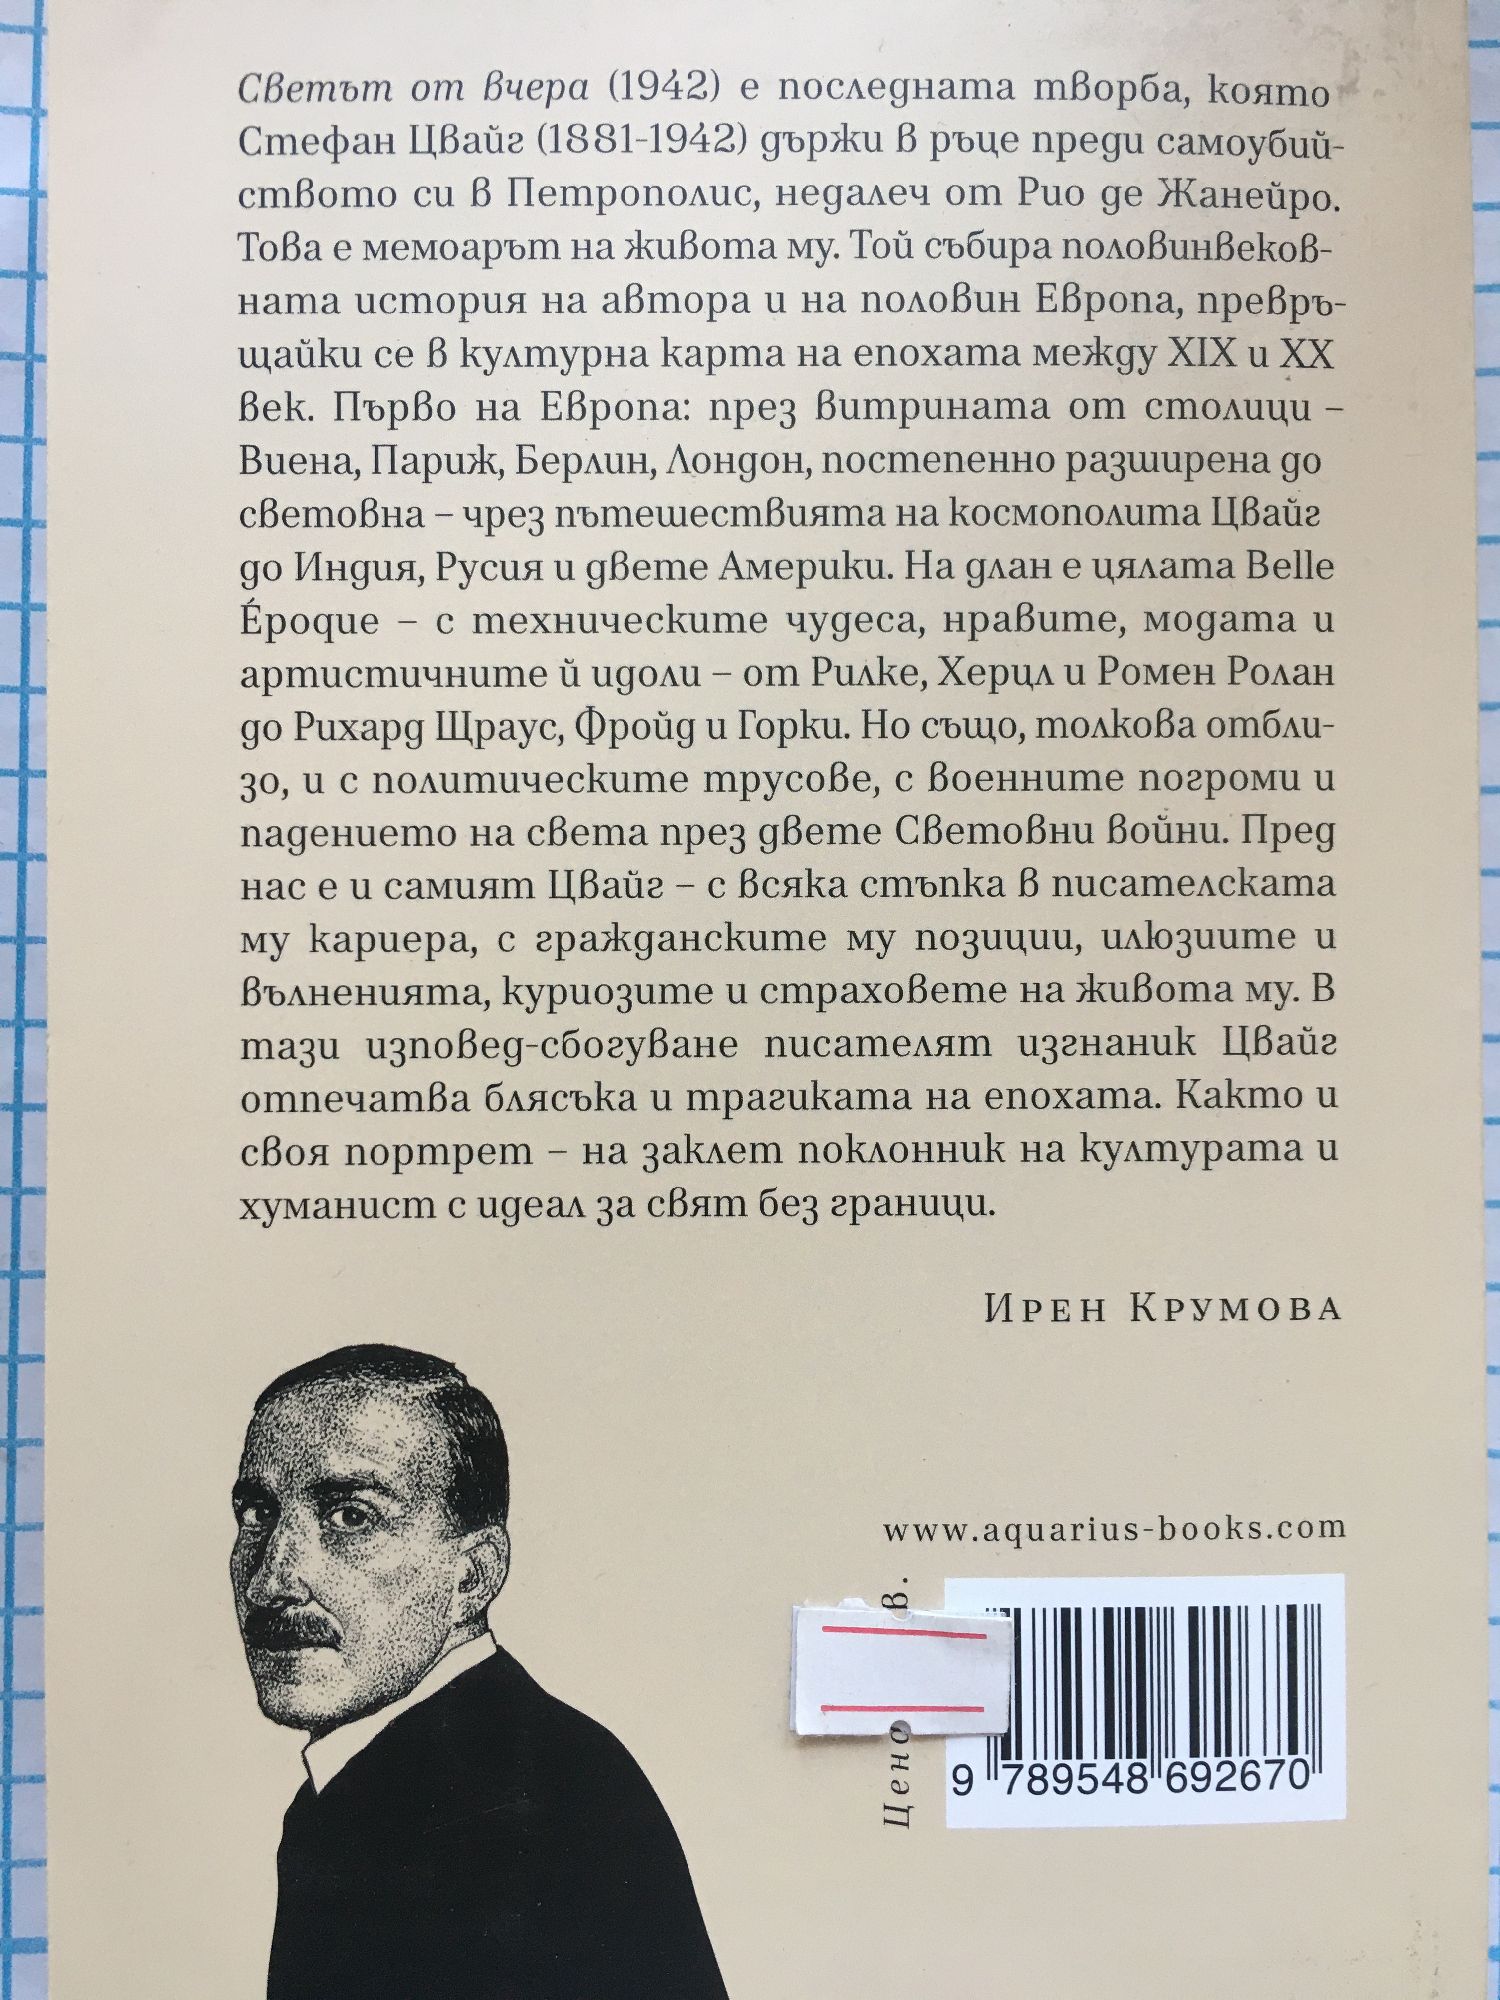 Светът от вчера (1942) е последната творба, която
Стефан Цвайг (1881-1942) държи в ръце преди самоубий-
ството си в Петрополис, недалеч от Рио де Жанейро.
Това е мемоарът на живота му. Той събира половинвеков-
ната история на автора и на половин Европа, превръ-
щайки се в културна карта на епохата между XIX и XX
век. Първо на Европа: през витрината от столици –
Виена, Париж, Берлин, Лондон, постепенно разширена до
световна – чрез пътешествията на космополита Цвайг
до Индия, Русия и двете Америки. На длан е цялата Belle
Éроque – с техническите чудеса, нравите, модата и
артистичните ѝ идоли – от Рилке, Херцл и Ромен Ролан
до Рихард Щраус, Фройд и Горки. Но също, толкова отбли-
зо, и с политическите трусове, с военните погроми и
падението на света през двете Световни войни. Пред
нас е и самият Цвайг – с всяка стъпка в писателската
му кариера, с гражданските му позиции, илюзиите и
вълненията, куриозите и страховете на живота му. В
тази изповед-сбогуване писателят изгнаник Цвайг
отпечатва блясъка и трагиката на епохата. Както и
своя портрет – на заклет поклонник на културата и
хуманист с идеал за свят без граници.
Ирен Крумова
www.aquarius-books.com
в.
9 789548 692670